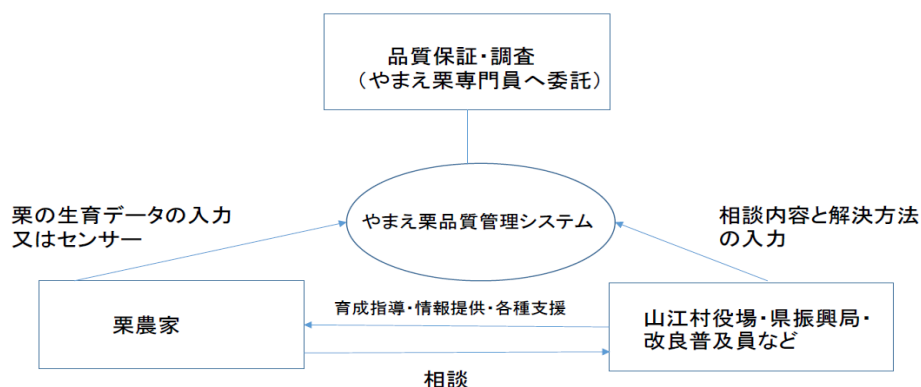 品質保証・調査
（やまえ栗専門員へ委託）
栗の生育データの入力
又はセンサー
やまえ栗品質管理システム
相談内容と解決方法
の入力
栗農家
育成指導・情報提供・各種支援
山江村役場・県振興局・
改良普及員など
相談